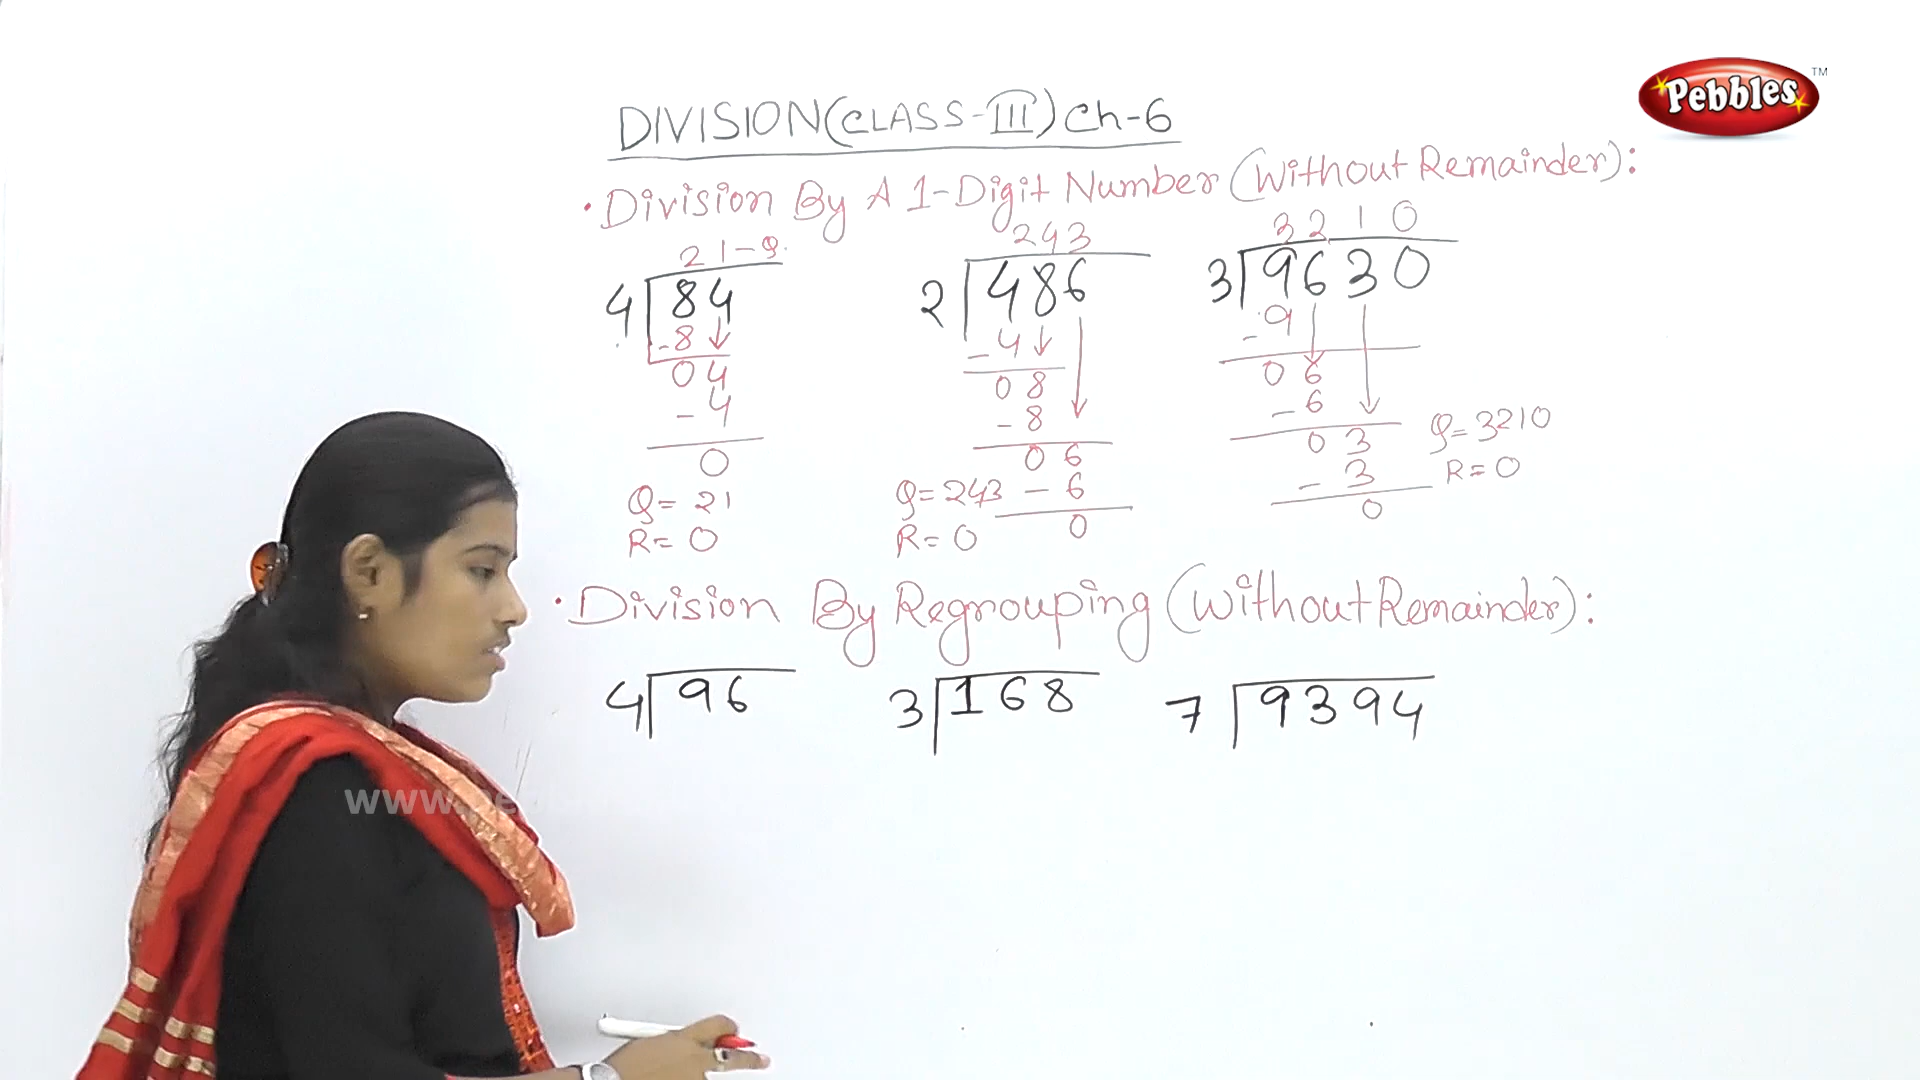 Pebbles TM
DIVISION(CLASS-III)Ch-6
• Division By A 1-Digit Number (Without Remainder):
21-Q
4 84
-8
04
-4
0
Q= 21
R= 0
243
2 486
-4
08
-8
06
-6
0
Q=243
R= 0
3210
3 9630
-9
06
-6
03
-3
0
Q=3210
R=0
• Division By Regrouping (Without Remainder):
4 96
3 168
7 9394
www.